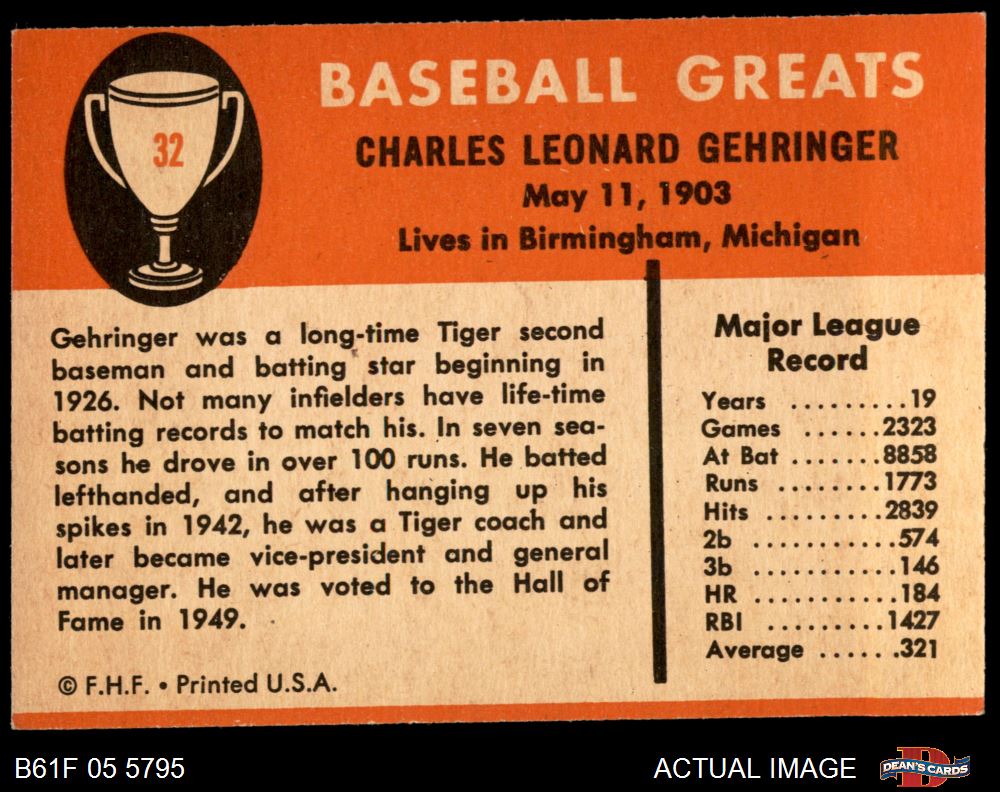 32
BASEBALL GREATS
CHARLES LEONARD GEHRINGER
May 11, 1903
Lives in Birmingham, Michigan
Gehringer was a long-time Tiger second
baseman and batting star beginning in
1926. Not many infielders have life-time
batting records to match his. In seven sea-
sons he drove in over 100 runs. He batted
lefthanded, and after hanging up his
spikes in 1942, he was a Tiger coach and
later became vice-president and general
manager. He was voted to the Hall of
Fame in 1949.
© F.H.F. • Printed U.S.A.
Major League
Record
Years .........19
Games ......2323
At Bat .......8858
Runs ........1773
Hits .........2839
2b ...........574
3b ...........146
HR ...........184
RBI .........1427
Average ......321
B61F 05 5795
ACTUAL IMAGE
D
DEAN'S CARDS